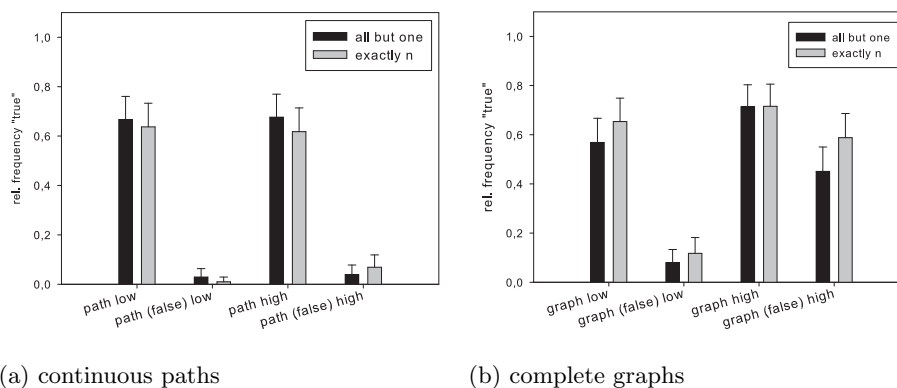 1,0
0,8
0,6
0,4
0,2
0,0
rel. frequency "true"
all but one
exactly n
path low
path (false) low
path high
path (false) high
(a) continuous paths
1,0
0,8
0,6
0,4
0,2
0,0
rel. frequency "true"
all but one
exactly n
graph low
graph (false) low
graph high
graph (false) high
(b) complete graphs